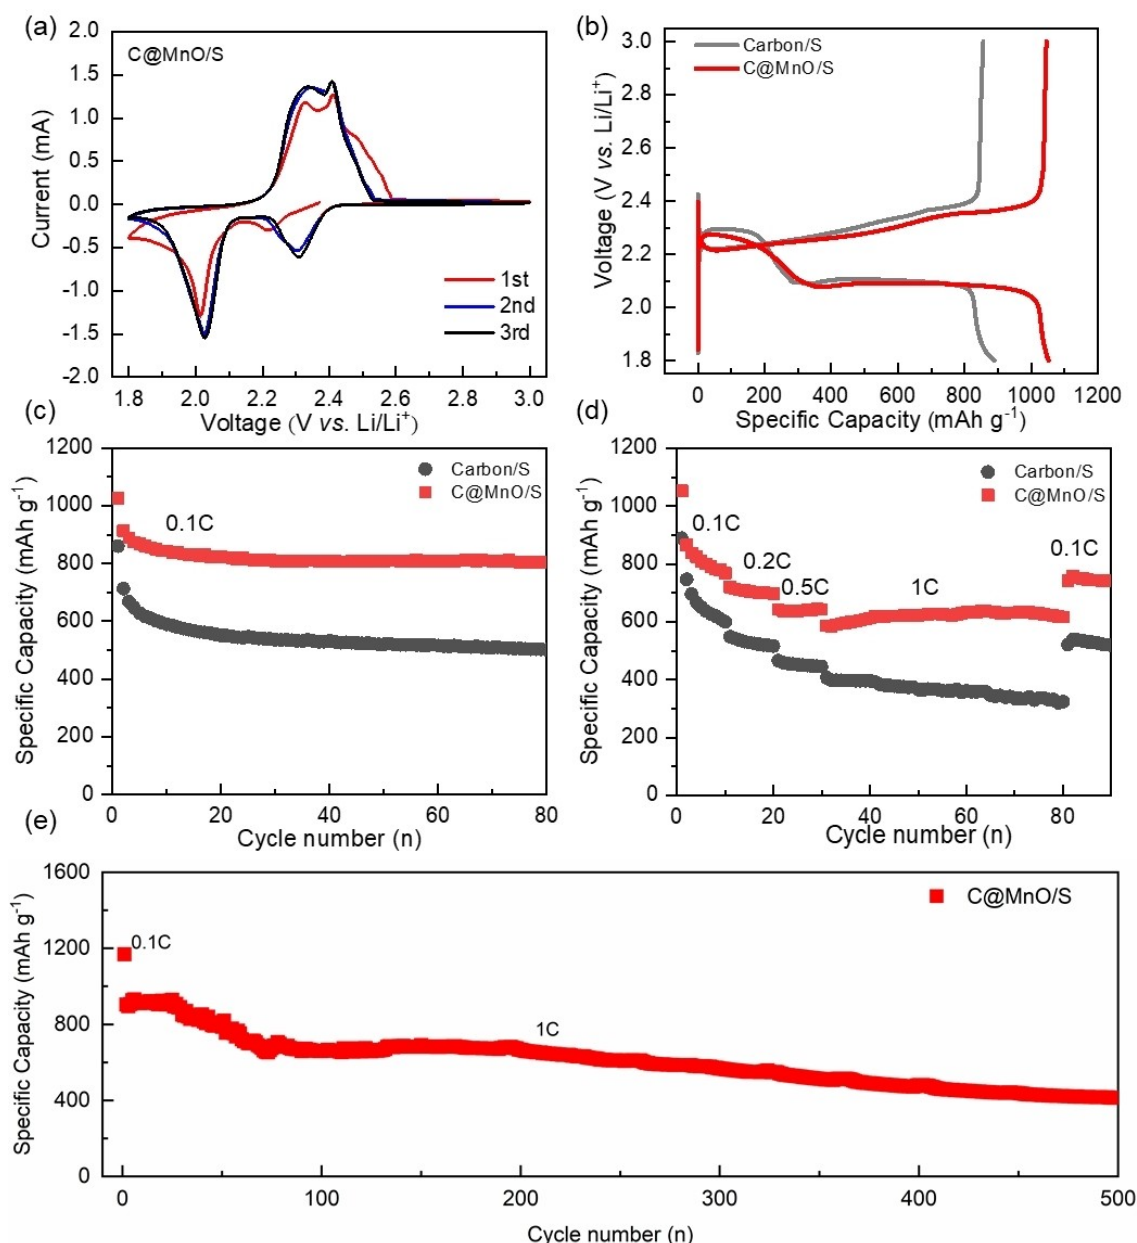 (a)
C@MnO/S
2.0
1.5
1.0
0.5
0.0
-0.5
-1.0
-1.5
-2.0
Current (mA)
1st
2nd
3rd
1.8 2.0 2.2 2.4 2.6 2.8 3.0
Voltage (V vs. Li/Li⁺)
(b)
Carbon/S
C@MnO/S
3.0
2.8
2.6
2.4
2.2
2.0
1.8
Voltage (V vs. Li/Li⁺)
0 200 400 600 800 1000 1200
Specific Capacity (mAh g⁻¹)
(c)
1200
1000
800
600
400
200
0
Specific Capacity (mAh g⁻¹)
Carbon/S
C@MnO/S
0.1C
0 20 40 60 80
Cycle number (n)
(d)
1200
1000
800
600
400
200
0
Specific Capacity (mAh g⁻¹)
Carbon/S
C@MnO/S
0.1C
0.2C
0.5C
1C
0.1C
0 20 40 60 80
Cycle number (n)
(e)
1600
1200
800
400
0
Specific Capacity (mAh g⁻¹)
C@MnO/S
0.1C
1C
0 100 200 300 400 500
Cycle number (n)